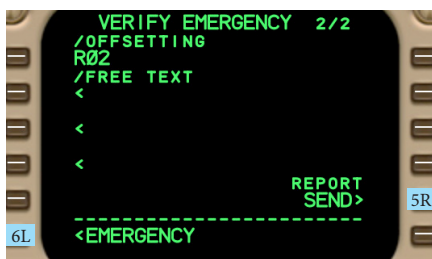 VERIFY EMERGENCY 2/2
/OFFSETTING
RØ2
/FREE TEXT
<
<
<
REPORT
SEND>
5R
------------------------
6L
<EMERGENCY